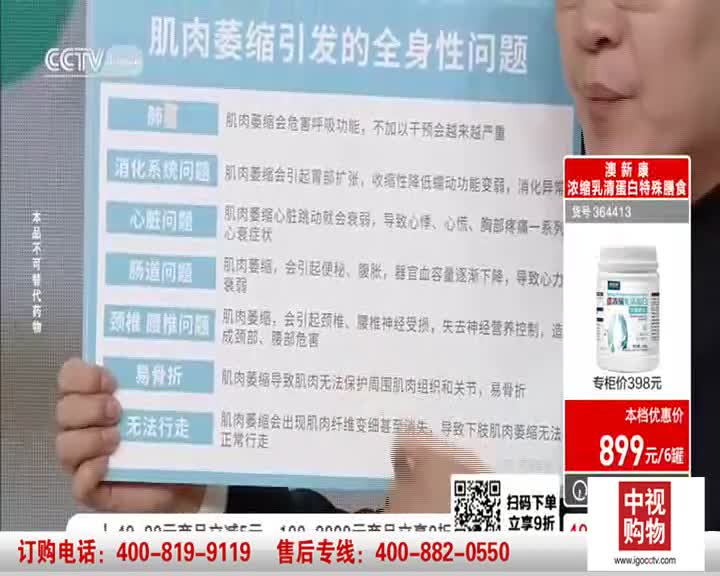 CCTV
肌肉萎缩引发的全身性问题
肺
肌肉萎缩会危害呼吸功能，不加以干预会越来越严重
消化系统问题
肌肉萎缩会引起胃部扩张，收缩性降低蠕动功能变弱，消化异常
心脏问题
肌肉萎缩心脏跳动就会衰弱，导致心悸、心慌、胸部疼痛一系列
心衰症状
肠道问题
肌肉萎缩，会引起便秘、腹胀，器官血容量逐渐下降，导致心力
衰弱
颈椎 腰椎问题
肌肉萎缩，会引起颈椎、腰椎神经受损，失去神经营养控制，造
成颈部、腰部危害
易骨折
肌肉萎缩导致肌肉无法保护周围肌肉组织和关节，易骨折
无法行走
肌肉萎缩会出现肌肉纤维变细甚至消失，导致下肢肌肉萎缩无法
正常行走
本品不可替代药物
澳新康
浓缩乳清蛋白特殊膳食
货号 364413
专柜价398元
本档优惠价
899元/6罐
扫码下单
立享9折
中视
购物
www.igocctv.com
订购电话：400-819-9119 售后专线：400-882-0550